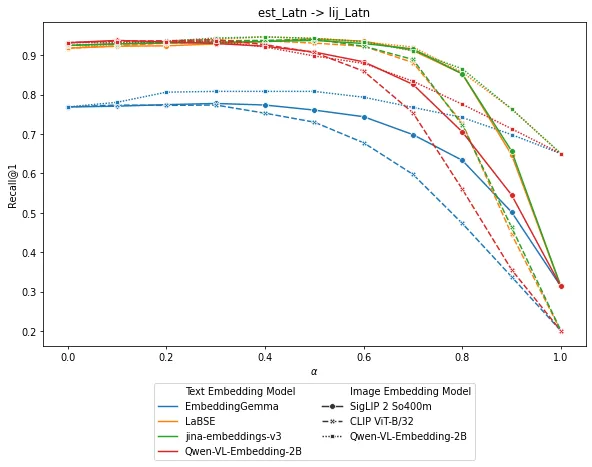 est_Latn -> lij_Latn
Recall@1
0.9
0.8
0.7
0.6
0.5
0.4
0.3
0.2
0.0 0.2 0.4 0.6 0.8 1.0
α
Text Embedding Model Image Embedding Model
EmbeddingGemma SigLIP 2 So400m
LaBSE CLIP ViT-B/32
jina-embeddings-v3 Qwen-VL-Embedding-2B
Qwen-VL-Embedding-2B